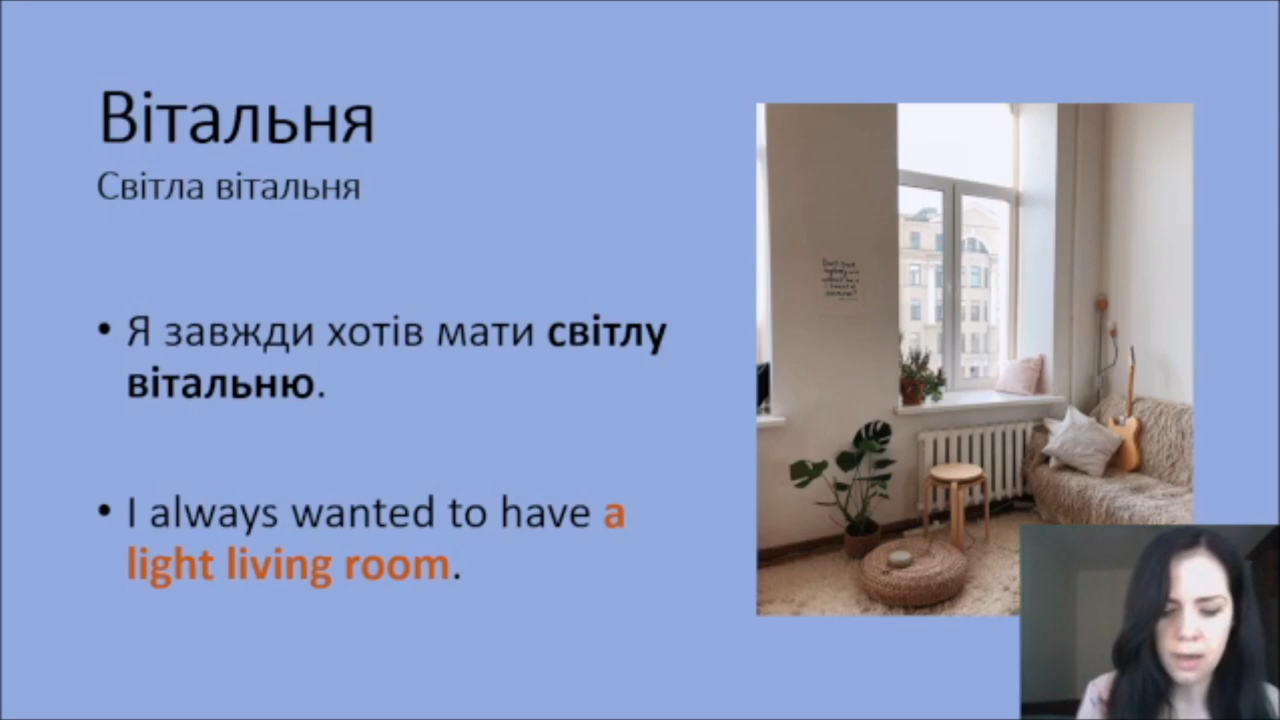 Вітальня
Світла вітальня
• Я завжди хотів мати світлу
вітальню.
• I always wanted to have a
light living room.